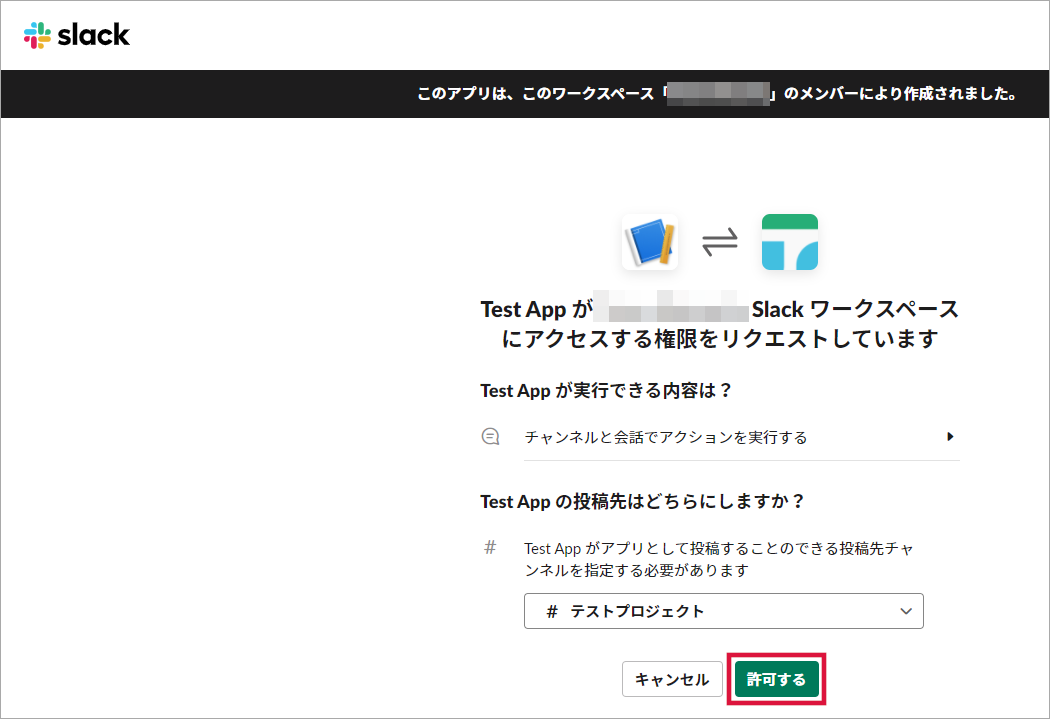 slack
このアプリは、このワークスペース「」のメンバーにより作成されました。
Test App が Slack ワークスペース
にアクセスする権限をリクエストしています
Test App が実行できる内容は？
チャンネルと会話でアクションを実行する
Test App の投稿先はどちらにしますか？
# Test App がアプリとして投稿することのできる投稿先チャ
ンネルを指定する必要があります
# テストプロジェクト
キャンセル 許可する